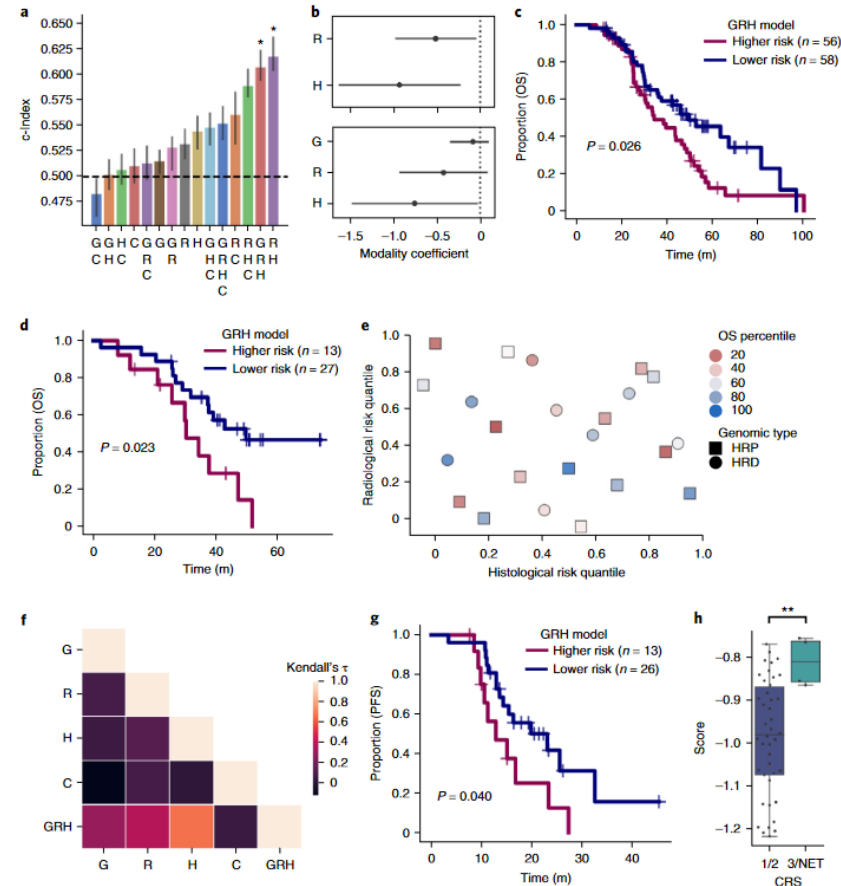 a
0.650
0.625
0.600
0.575
0.550
0.525
0.500
0.475
c-Index
* *
G G H C G G G R H G G R R G R
C H C R R H R C H R H
C C H C H
C
b
R
H
G
R
H
−1.5 −1.0 −0.5 0
Modality coefficient
c
GRH model
Higher risk (n = 56)
Lower risk (n = 58)
1.0
0.8
0.6
0.4
0.2
0
Proportion (OS)
P = 0.026
0 20 40 60 80 100
Time (m)
d
GRH model
Higher risk (n = 13)
Lower risk (n = 27)
1.0
0.8
0.6
0.4
0.2
0
Proportion (OS)
P = 0.023
0 20 40 60
Time (m)
e
1.0
0.8
0.6
0.4
0.2
0
Radiological risk quantile
0 0.2 0.4 0.6 0.8 1.0
Histological risk quantile
OS percentile
20
40
60
80
100
Genomic type
HRP
HRD
f
G
R
H
C
GRH
G R H C GRH
Kendall's τ
1.0
0.8
0.6
0.4
0.2
0
g
GRH model
Higher risk (n = 13)
Lower risk (n = 26)
1.0
0.8
0.6
0.4
0.2
0
Proportion (PFS)
P = 0.040
0 10 20 30 40
Time (m)
h
**
−0.8
−0.9
−1.0
−1.1
−1.2
Score
1/2 3/NET
CRS